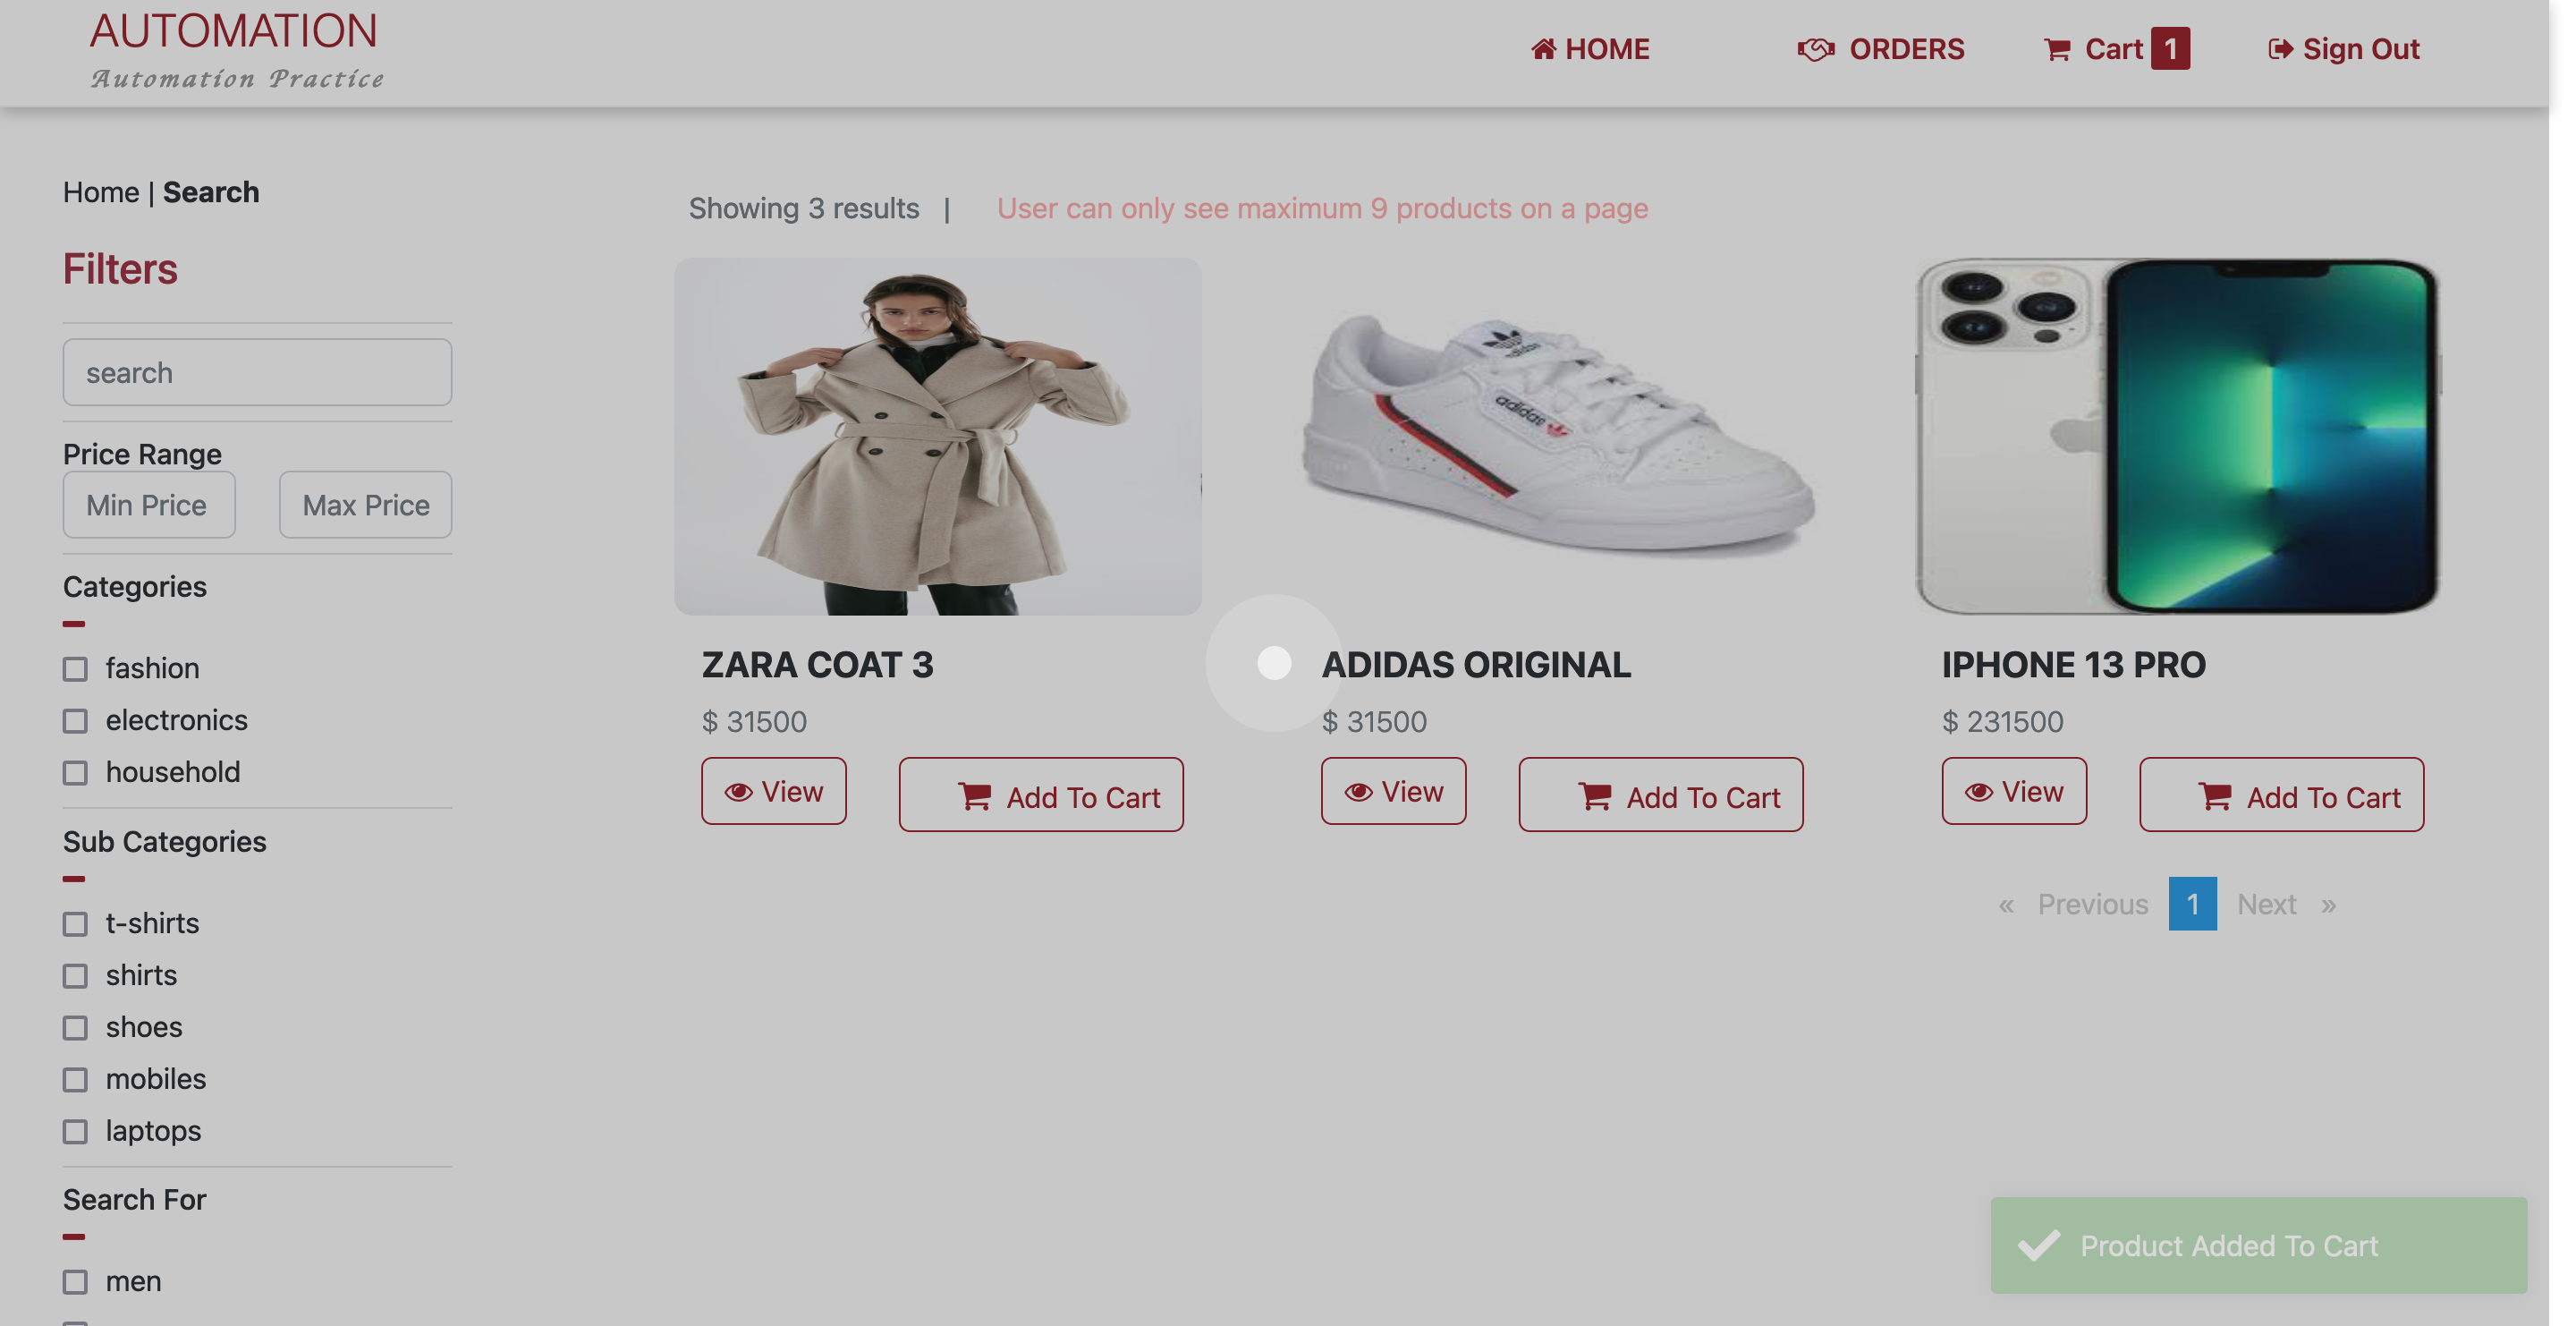 AUTOMATION
Automation Practice
HOME
ORDERS
Cart 1
Sign Out
Home | Search
Showing 3 results |
User can only see maximum 9 products on a page
Filters
search
Price Range
Min Price
Max Price
Categories
fashion
electronics
household
Sub Categories
t-shirts
shirts
shoes
mobiles
laptops
Search For
men
adidas
adidas
ZARA COAT 3
$ 31500
View
Add To Cart
ADIDAS ORIGINAL
$ 31500
View
Add To Cart
IPHONE 13 PRO
$ 231500
View
Add To Cart
« Previous 1 Next »
Product Added To Cart